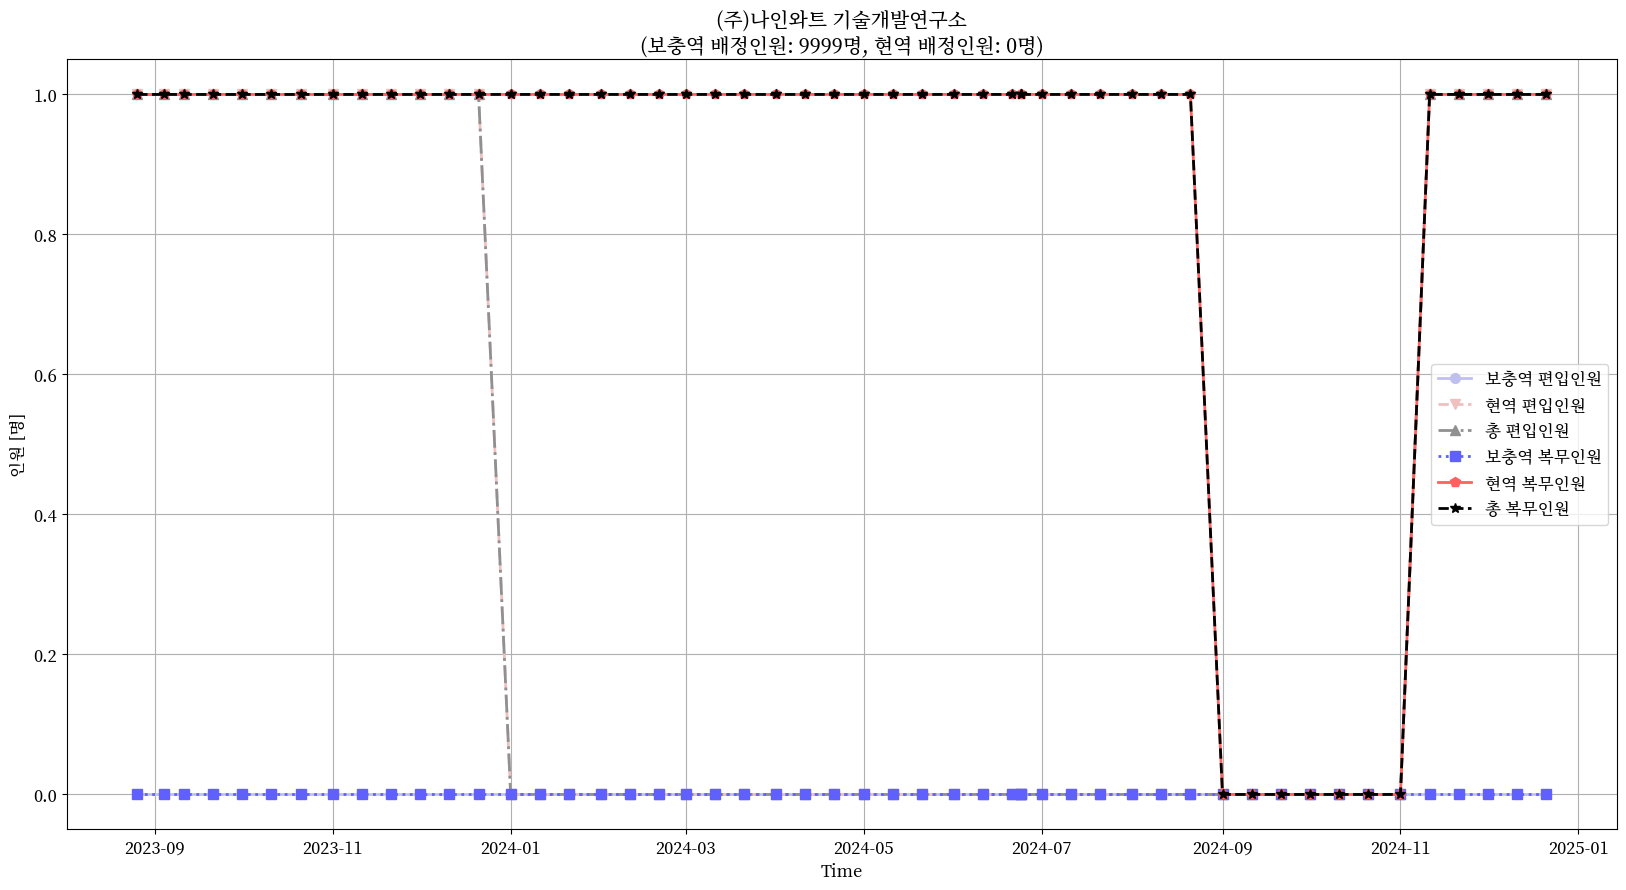 (주)나인와트 기술개발연구소
(보충역 배정인원: 9999명, 현역 배정인원: 0명)
인원 [명]
1.0
0.8
0.6
0.4
0.2
0.0
보충역 편입인원
현역 편입인원
총 편입인원
보충역 복무인원
현역 복무인원
총 복무인원
2023-09
2023-11
2024-01
2024-03
2024-05
2024-07
2024-09
2024-11
2025-01
Time